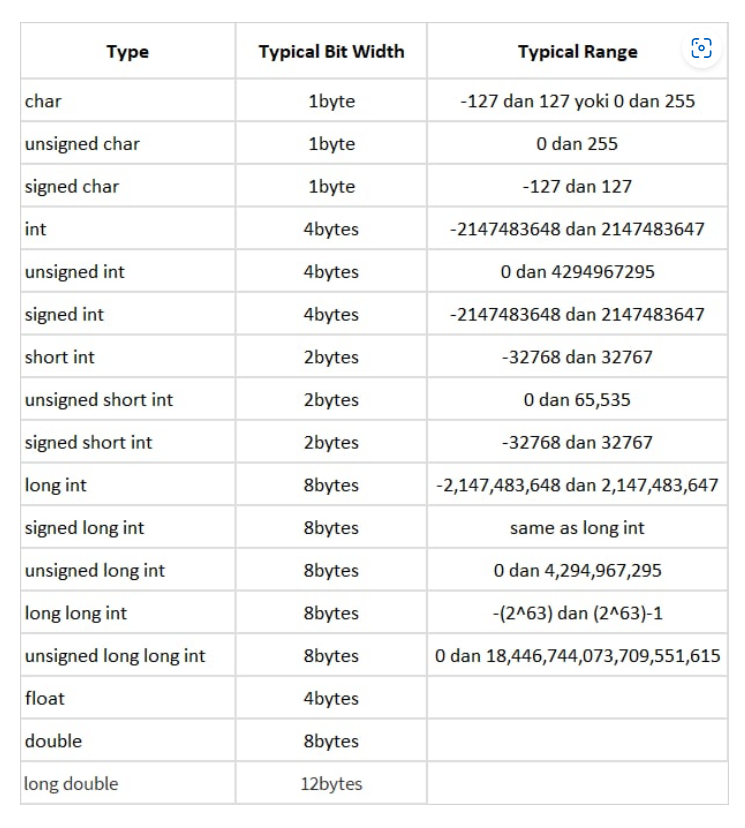 Type Typical Bit Width Typical Range
char 1byte -127 dan 127 yoki 0 dan 255
unsigned char 1byte 0 dan 255
signed char 1byte -127 dan 127
int 4bytes -2147483648 dan 2147483647
unsigned int 4bytes 0 dan 4294967295
signed int 4bytes -2147483648 dan 2147483647
short int 2bytes -32768 dan 32767
unsigned short int 2bytes 0 dan 65,535
signed short int 2bytes -32768 dan 32767
long int 8bytes -2,147,483,648 dan 2,147,483,647
signed long int 8bytes same as long int
unsigned long int 8bytes 0 dan 4,294,967,295
long long int 8bytes -(2^63) dan (2^63)-1
unsigned long long int 8bytes 0 dan 18,446,744,073,709,551,615
float 4bytes
double 8bytes
long double 12bytes